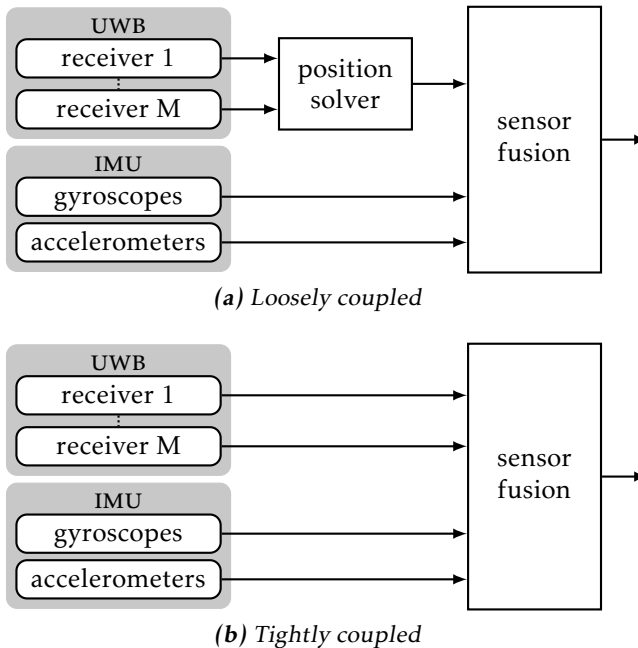 UWB
receiver 1
receiver M
position
solver
IMU
gyroscopes
accelerometers
sensor
fusion
(a) Loosely coupled
UWB
receiver 1
receiver M
IMU
gyroscopes
accelerometers
sensor
fusion
(b) Tightly coupled